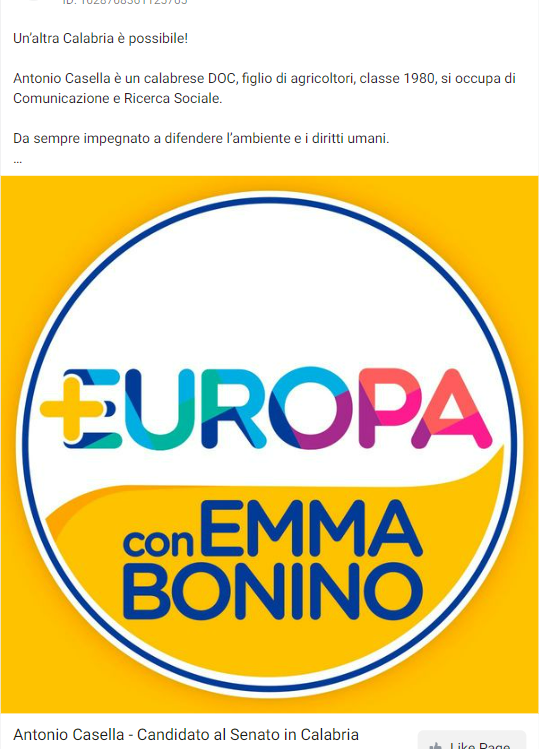 Un'altra Calabria è possibile!
Antonio Casella è un calabrese DOC, figlio di agricoltori, classe 1980, si occupa di
Comunicazione e Ricerca Sociale.
Da sempre impegnato a difendere l'ambiente e i diritti umani.
...
+EUROPA
con EMMA
BONINO
Antonio Casella - Candidato al Senato in Calabria
Like Page